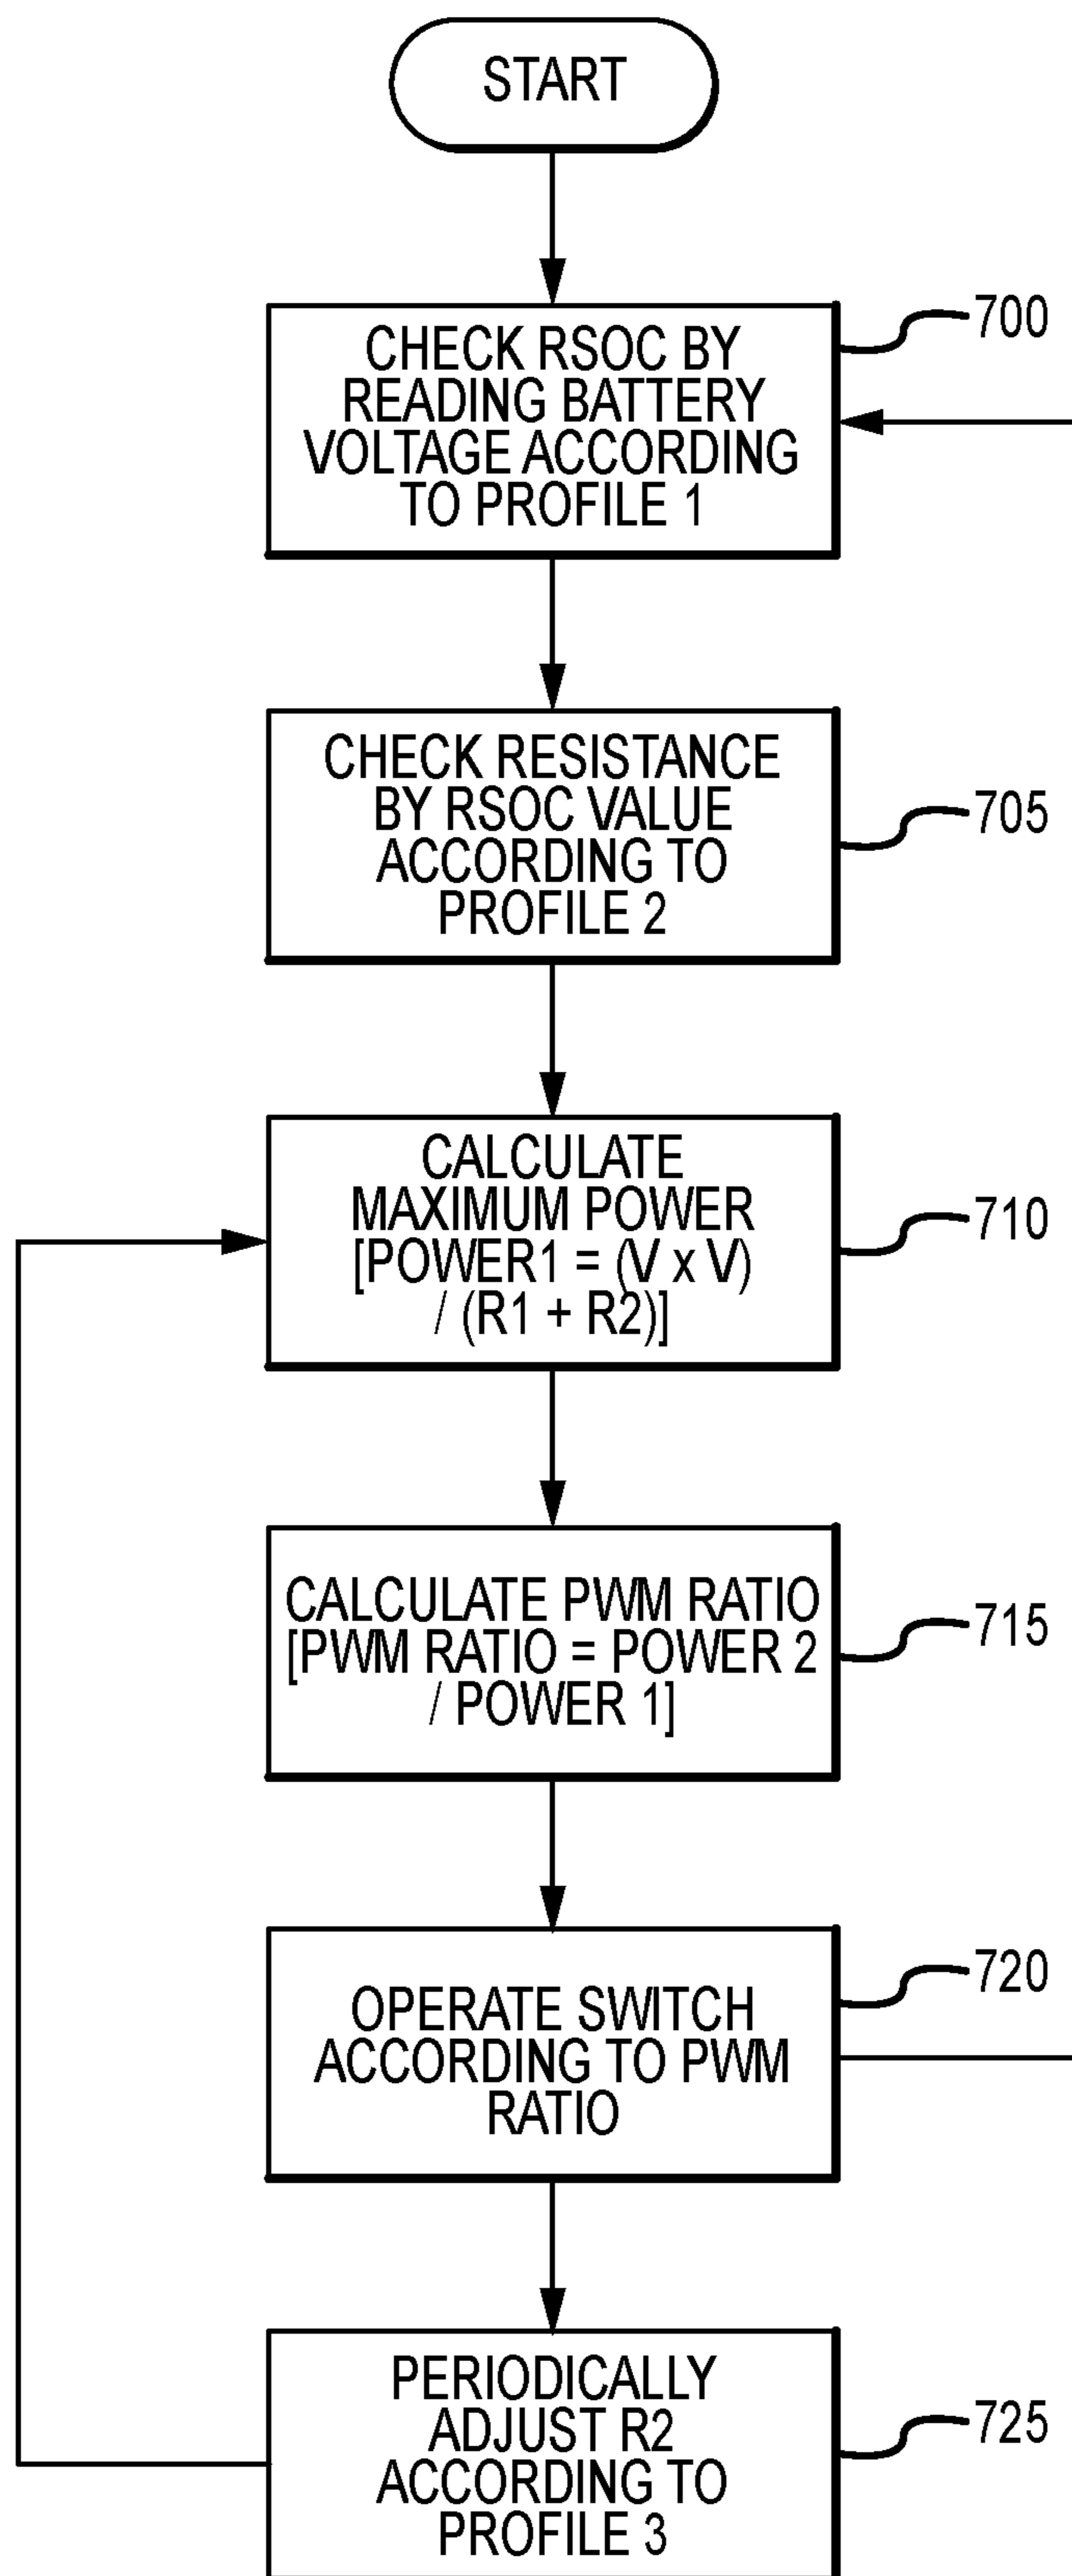 START
CHECK RSOC BY
READING BATTERY
VOLTAGE ACCORDING
TO PROFILE 1
700
CHECK RESISTANCE
BY RSOC VALUE
ACCORDING TO
PROFILE 2
705
CALCULATE
MAXIMUM POWER
[POWER1 = (V x V)
/ (R1 + R2)]
710
CALCULATE PWM RATIO
[PWM RATIO = POWER 2
/ POWER 1]
715
OPERATE SWITCH
ACCORDING TO PWM
RATIO
720
PERIODICALLY
ADJUST R2
ACCORDING TO
PROFILE 3
725